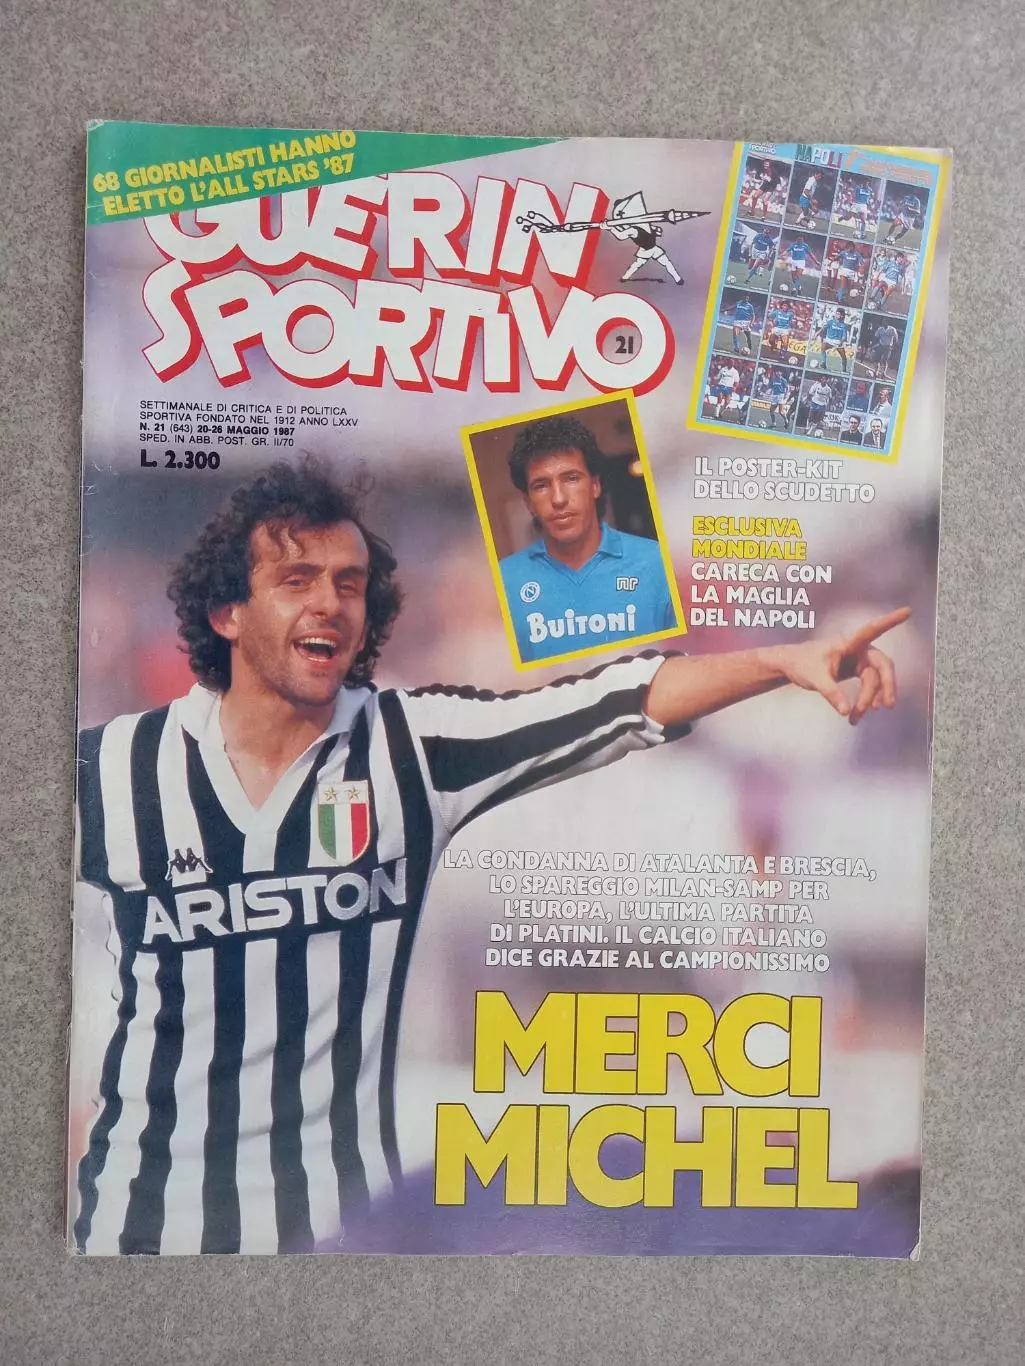 68 GIORNALISTI HANNO
ELETTO L'ALL STARS '87
GUERIN
SPORTIVO
21
SETTIMANALE DI CRITICA E DI POLITICA
SPORTIVA FONDATO NEL 1912 ANNO LXXV
N. 21 (643) 20-26 MAGGIO 1987
SPED. IN ABB. POST. GR. II/70
L. 2.300
NAPOLI
IL POSTER-KIT
DELLO SCUDETTO
ESCLUSIVA
MONDIALE
CARECA CON
LA MAGLIA
DEL NAPOLI
NR
BUITONI
ARISTON
LA CONDANNA DI ATALANTA E BRESCIA,
LO SPAREGGIO MILAN-SAMP PER
L'EUROPA, L'ULTIMA PARTITA
DI PLATINI. IL CALCIO ITALIANO
DICE GRAZIE AL CAMPIONISSIMO
MERCI
MICHEL